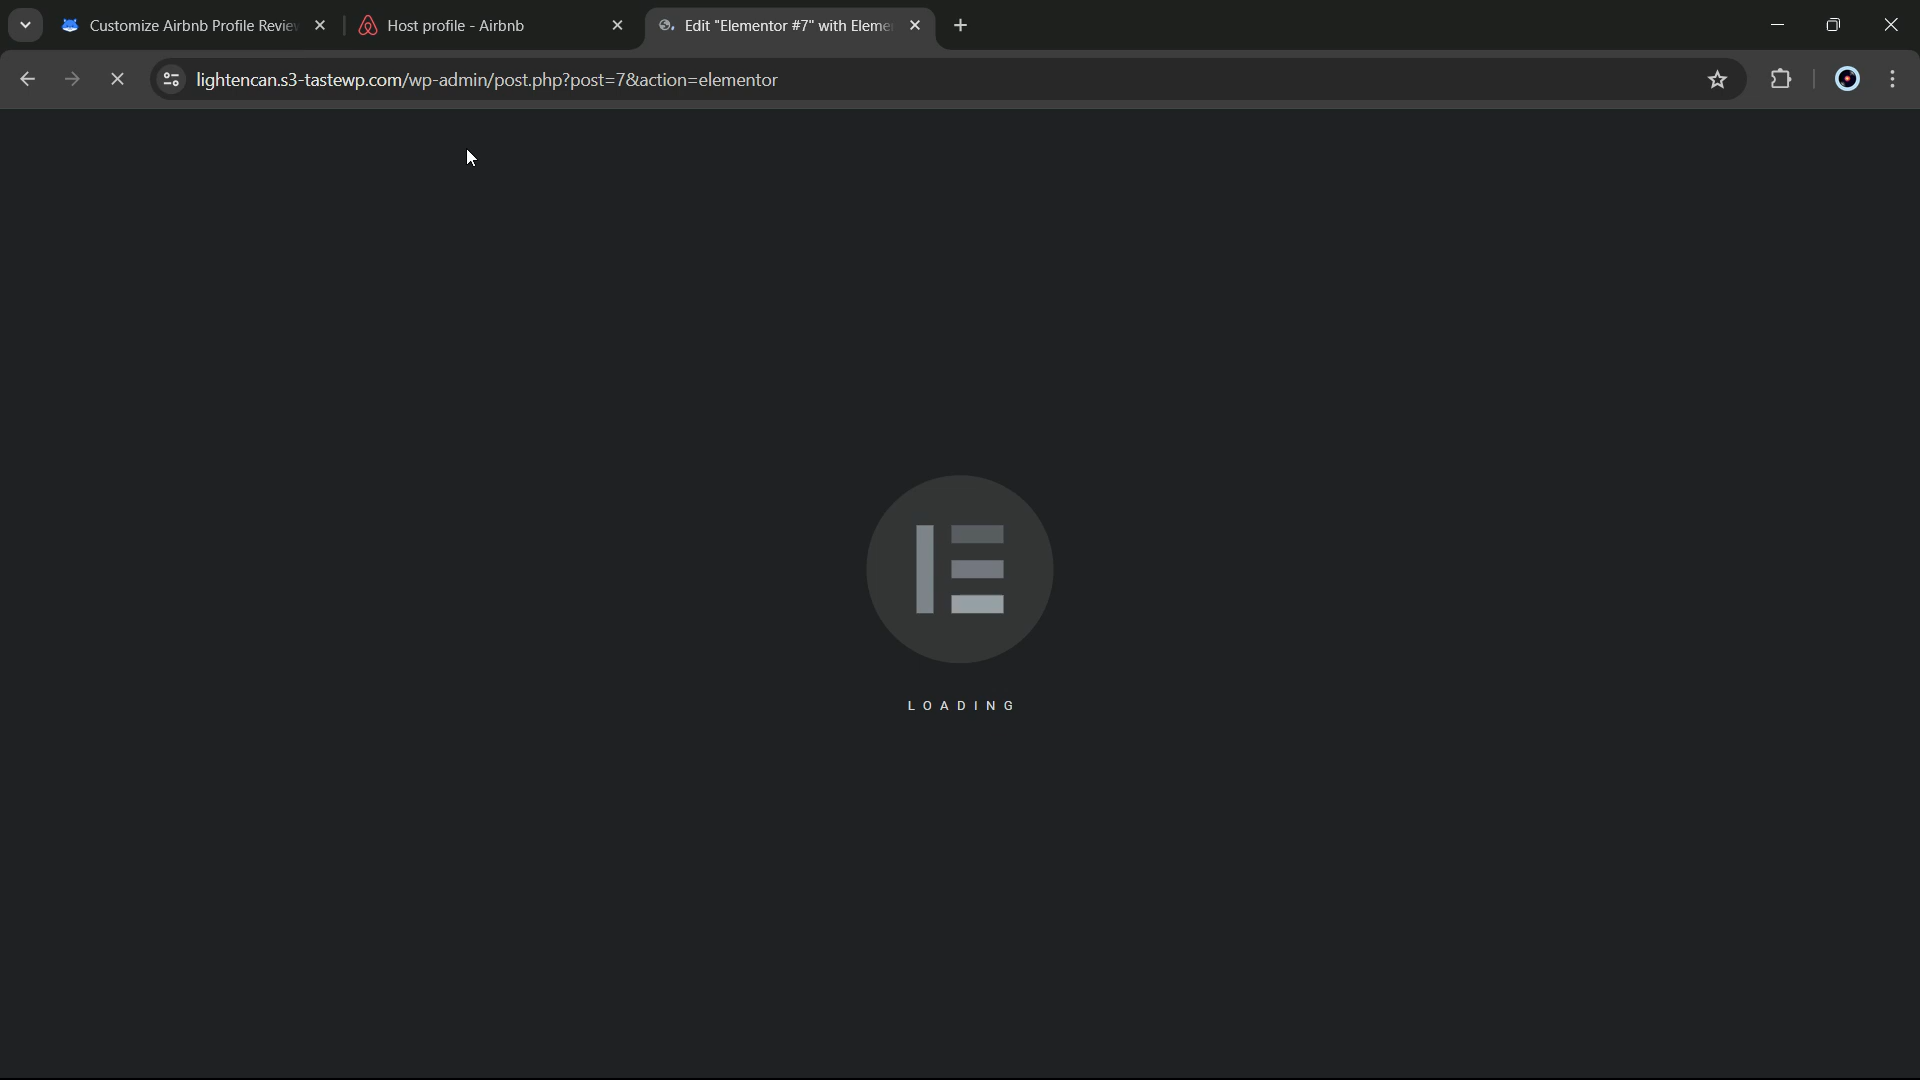 Customize Airbnb Profile Review
Host profile - Airbnb
Edit "Elementor #7" with Eleme
lightencan.s3-tastewp.com/wp-admin/post.php?post=7&action=elementor
LOADING